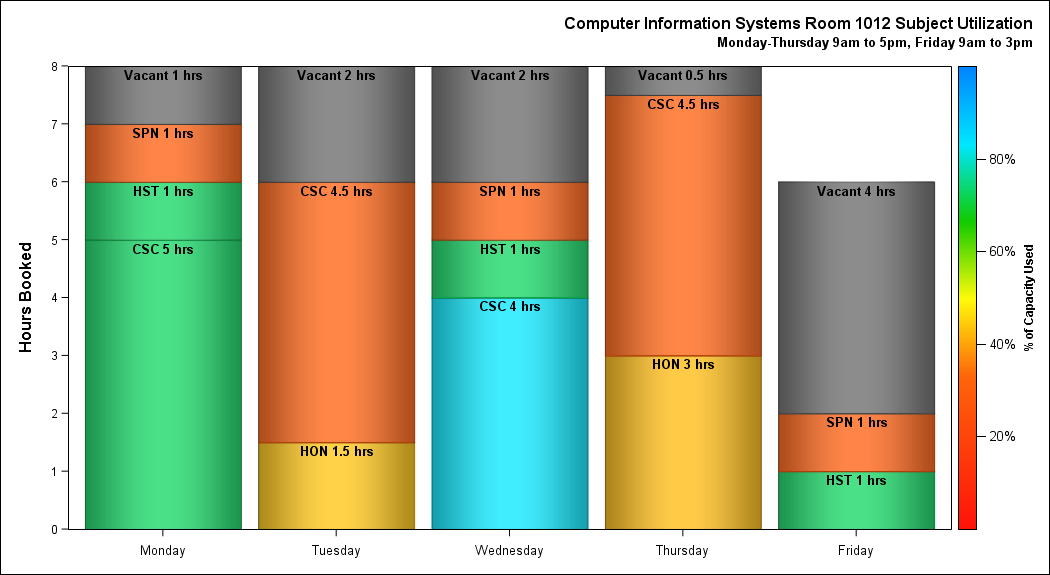 Computer Information Systems Room 1012 Subject Utilization
Monday-Thursday 9am to 5pm, Friday 9am to 3pm
Hours Booked
8
7
6
5
4
3
2
1
0
Vacant 1 hrs
SPN 1 hrs
HST 1 hrs
CSC 5 hrs
Vacant 2 hrs
CSC 4.5 hrs
HON 1.5 hrs
Vacant 2 hrs
SPN 1 hrs
HST 1 hrs
CSC 4 hrs
Vacant 0.5 hrs
CSC 4.5 hrs
HON 3 hrs
Vacant 4 hrs
SPN 1 hrs
HST 1 hrs
Monday
Tuesday
Wednesday
Thursday
Friday
80%
60%
40%
20%
% of Capacity Used